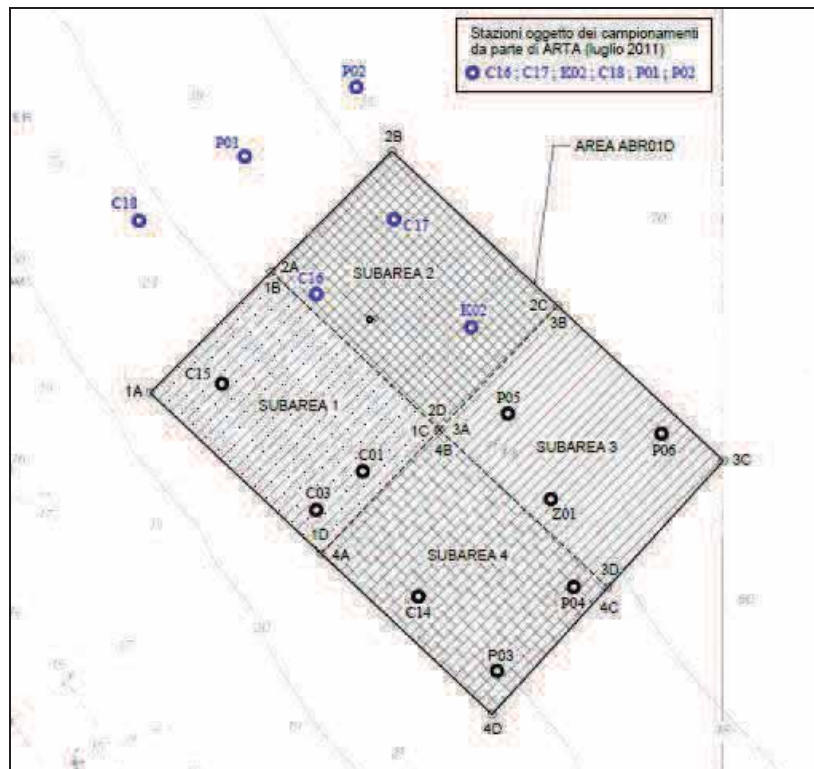 Stazioni oggetto dei campionamenti
da parte di ARTA (luglio 2011)
C16 ; C17 ; K02 ; C18 ; P01 ; P02
P02
2B
AREA ABR01D
P01
C18
C17
2A
1B
C16
SUBAREA 2
K02
2C
3B
1A
C15
SUBAREA 1
2D
1C
3A
4B
P05
SUBAREA 3
P06
3C
C01
C03
Z01
1D
4A
SUBAREA 4
3D
4C
P04
C14
P03
4D